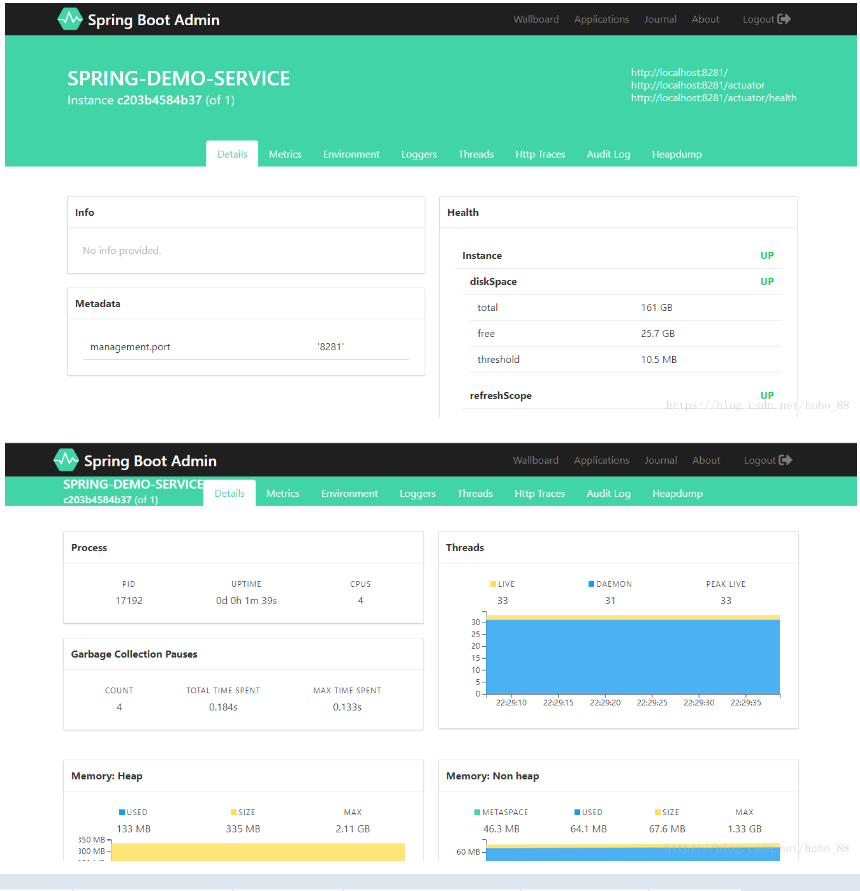 Spring Boot Admin
Wallboard Applications Journal About Logout
SPRING-DEMO-SERVICE
Instance c203b4584b37 (of 1)
http://localhost:8281/
http://localhost:8281/actuator
http://localhost:8281/actuator/health
Details Metrics Environment Loggers Threads Http Traces Audit Log Heapdump
Info
No info provided.
Metadata
management.port '8281'
Health
Instance UP
diskSpace UP
total 161 GB
free 25.7 GB
threshold 10.5 MB
refreshScope UP
https://blog.csdn.net/hubo_88
Spring Boot Admin
Wallboard Applications Journal About Logout
SPRING-DEMO-SERVICE
c203b4584b37 (of 1)
Details Metrics Environment Loggers Threads Http Traces Audit Log Heapdump
Process
PID UPTIME CPUS
17192 0d 0h 1m 39s 4
Garbage Collection Pauses
COUNT TOTAL TIME SPENT MAX TIME SPENT
4 0.184s 0.133s
Threads
LIVE DAEMON PEAK LIVE
33 31 33
30
25
20
15
10
5
0
22:29:10 22:29:15 22:29:20 22:29:25 22:29:30 22:29:35
Memory: Heap
USED SIZE MAX
133 MB 335 MB 2.11 GB
350 MB
300 MB
Memory: Non heap
METASPACE USED SIZE MAX
46.3 MB 64.1 MB 67.6 MB 1.33 GB
60 MB
https://blog.csdn.net/hubo_88